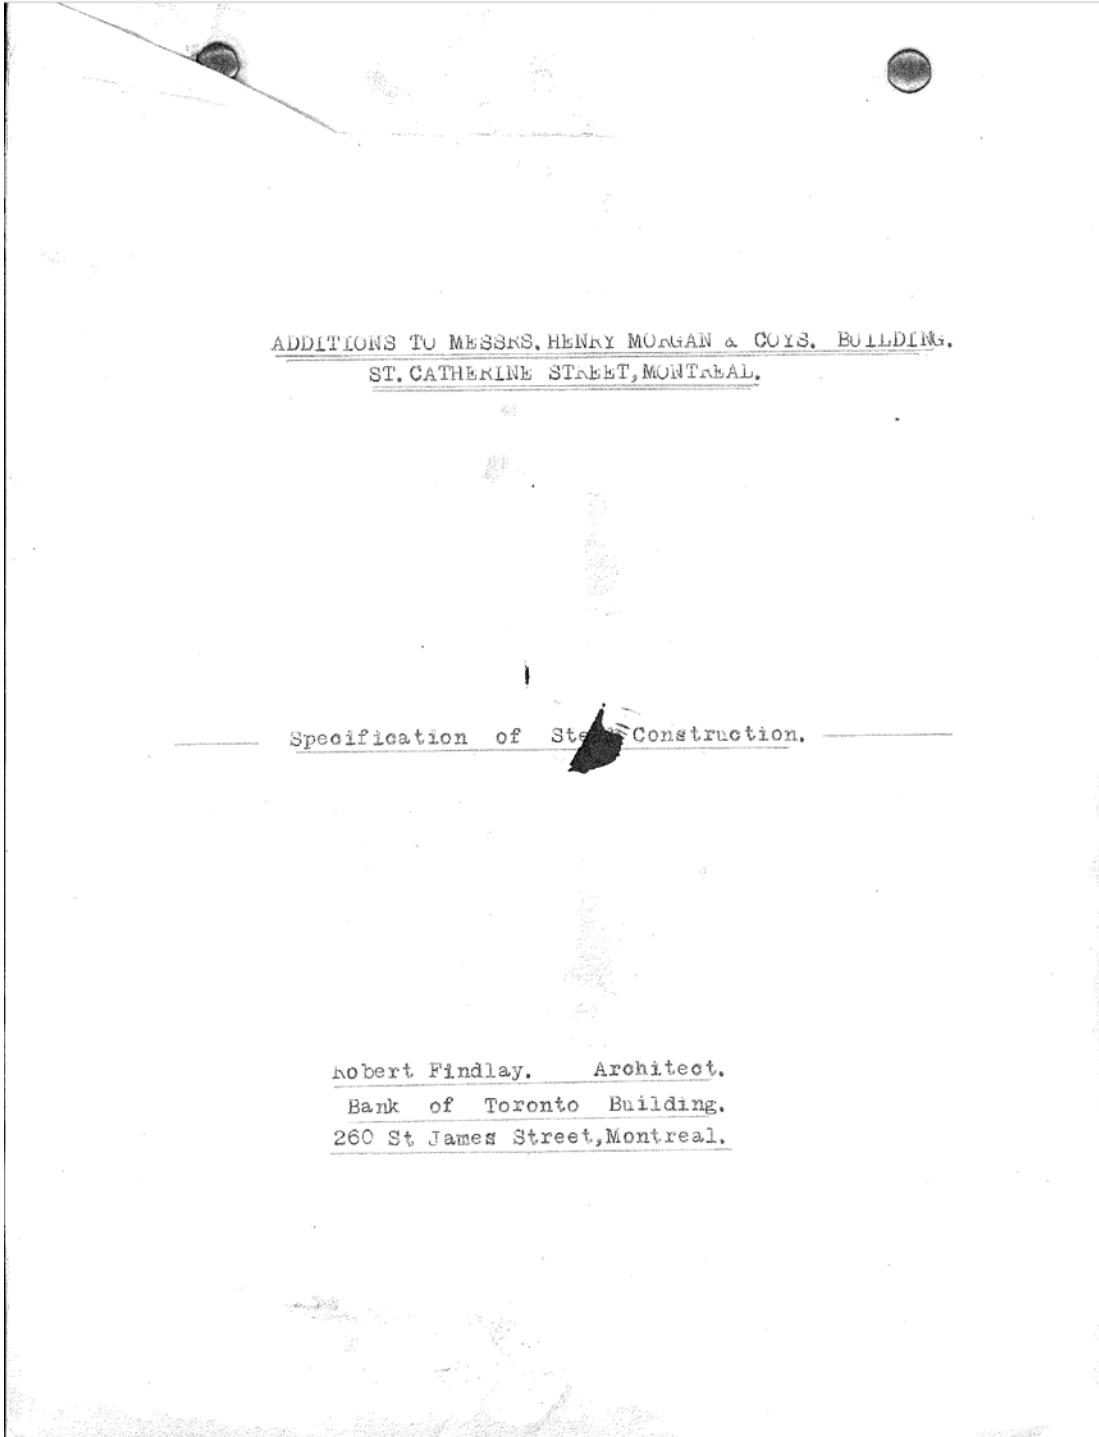 ADDITIONS TO MESSRS. HENRY MORGAN & COYS. BUILDING.
ST. CATHERINE STREET, MONTREAL.
Specification of Steel Construction.
Robert Findlay. Architect.
Bank of Toronto Building.
260 St James Street, Montreal.